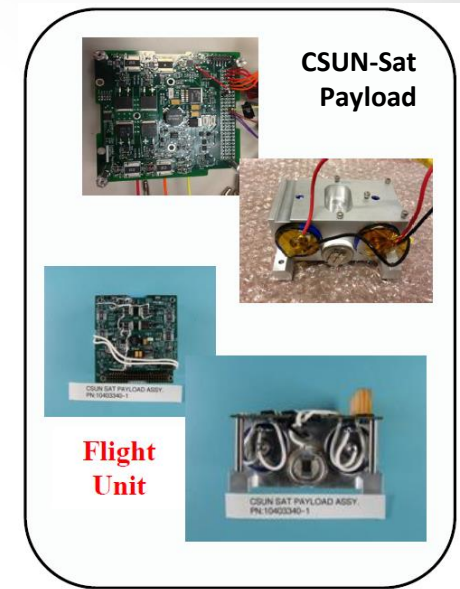 CSUN-Sat
Payload
CSUN SAT PAYLOAD ASSY.
PN:10403340-1
Flight
Unit
CSUN SAT PAYLOAD ASSY.
PN:10403340-1